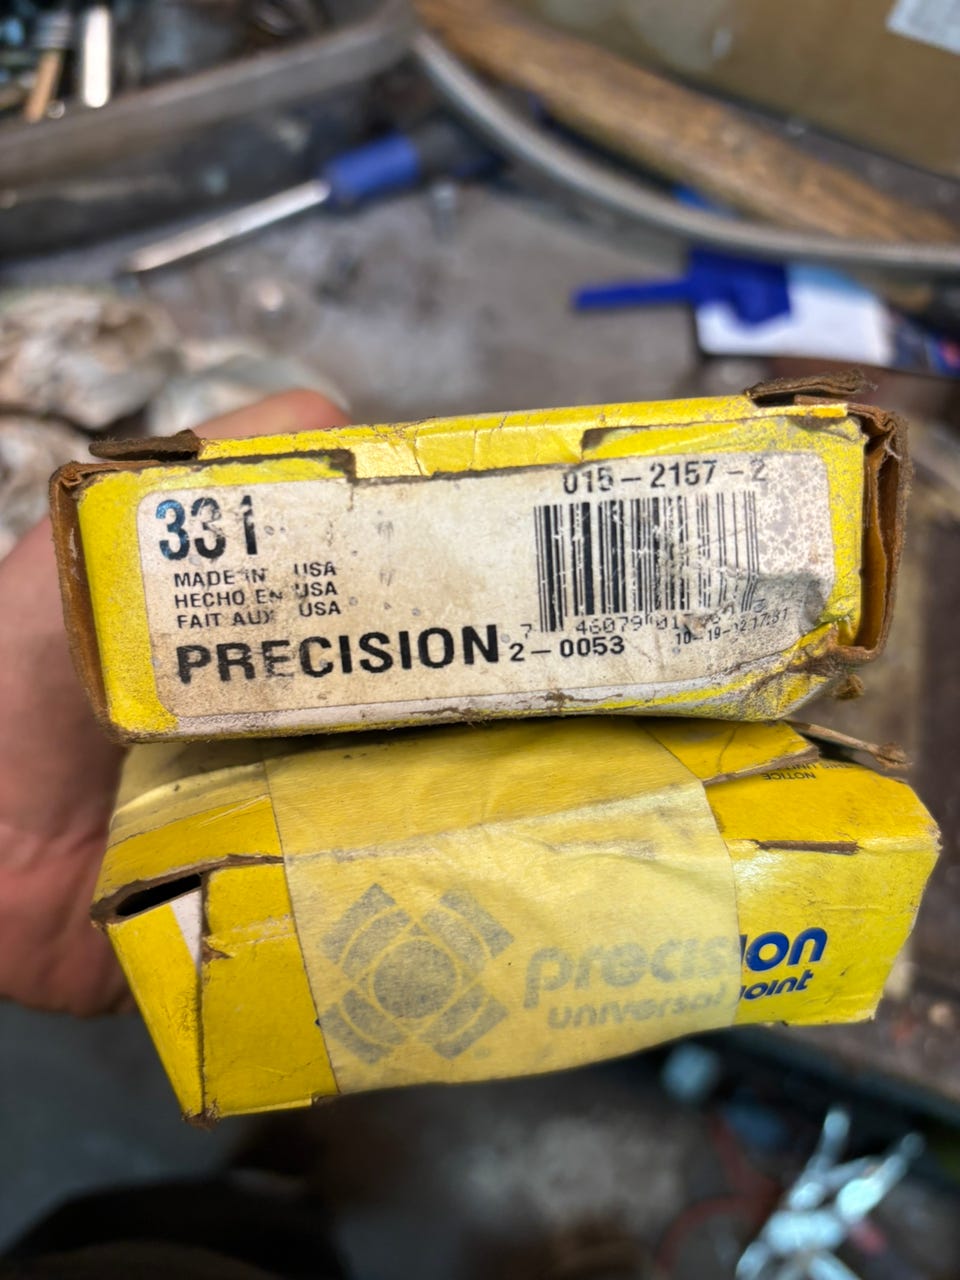 015-2157-2
331
MADE IN USA
HECHO EN USA
FAIT AUX USA
PRECISION
2-0053
NOTICE
precision
universal joint